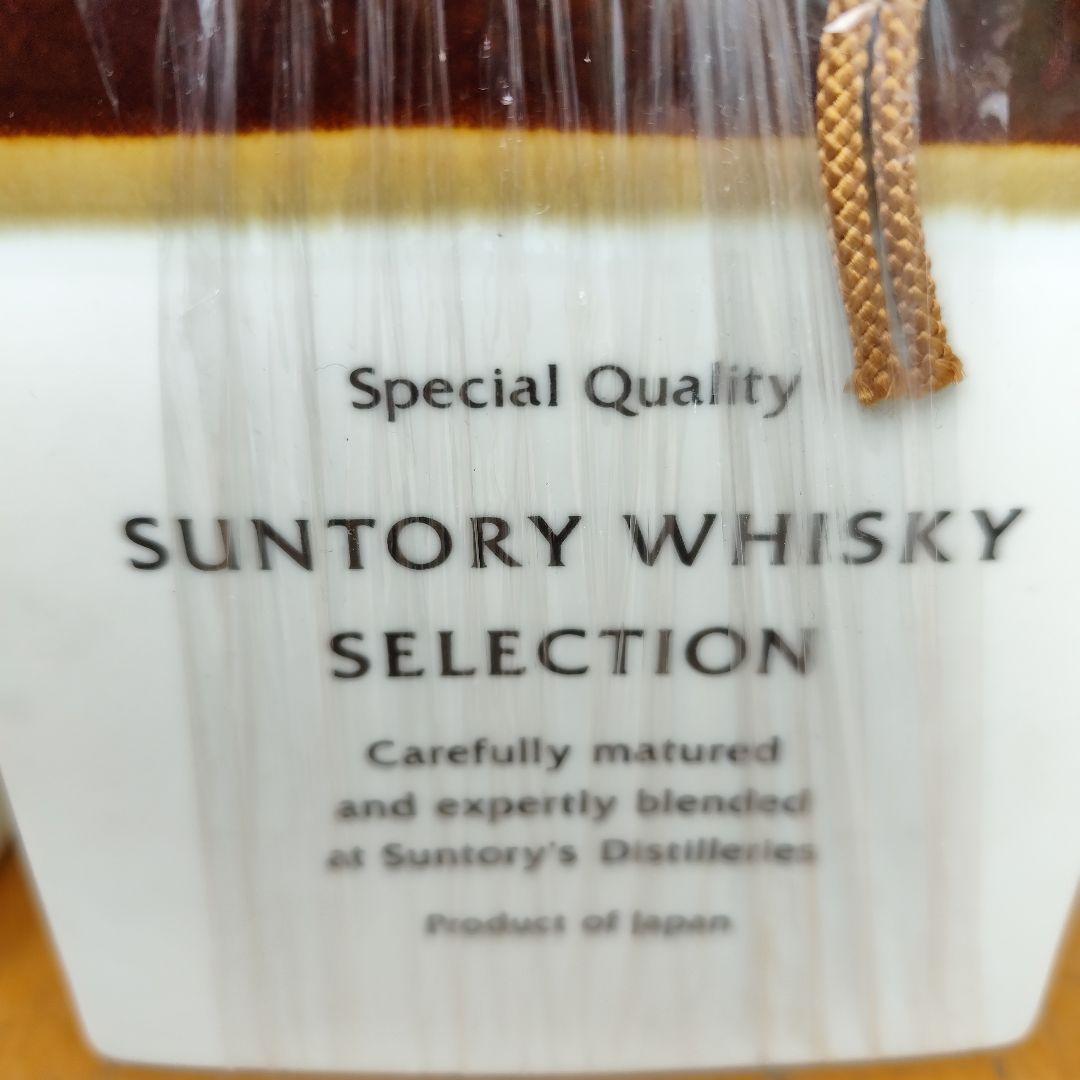 Special Quality
SUNTORY WHISKY
SELECTION
Carefully matured
and expertly blended
at Suntory's Distilleries
Product of Japan